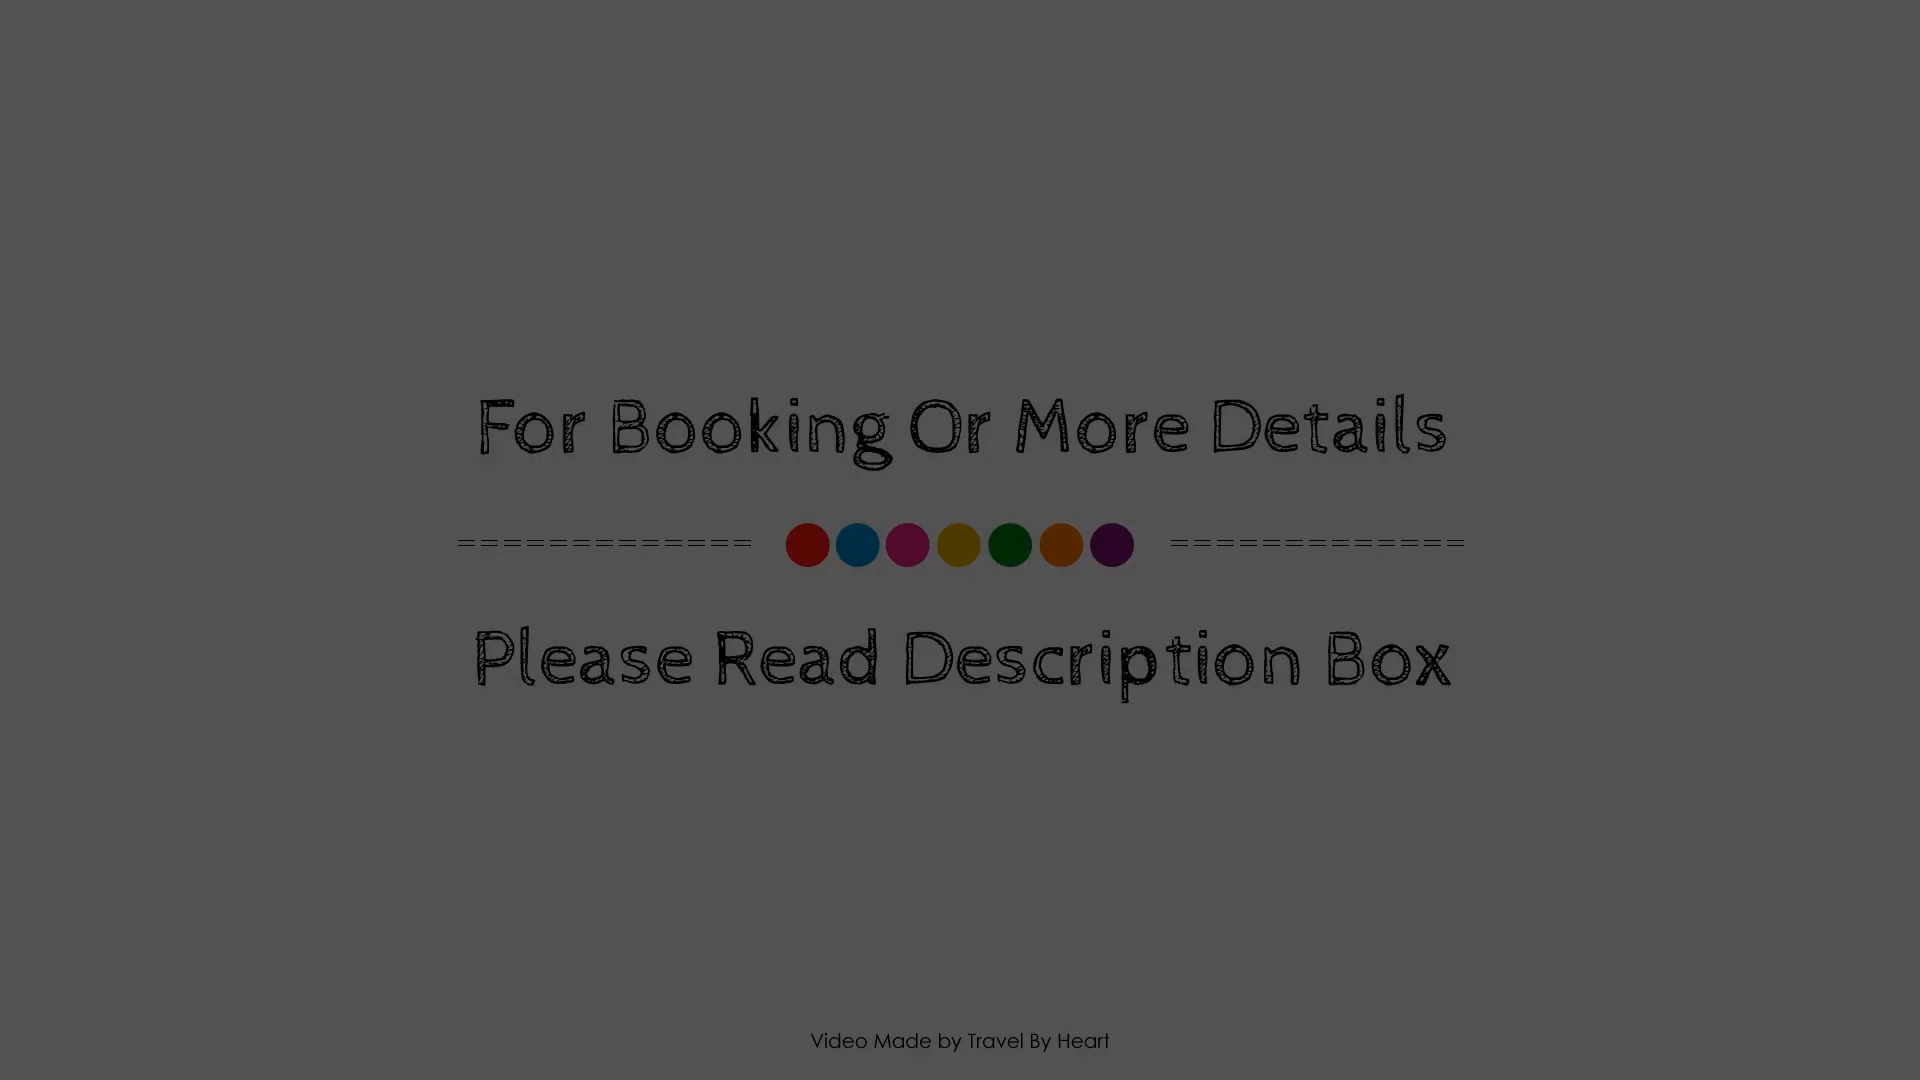 For Booking Or More Details
============= =============
Please Read Description Box
Video Made by Travel By Heart